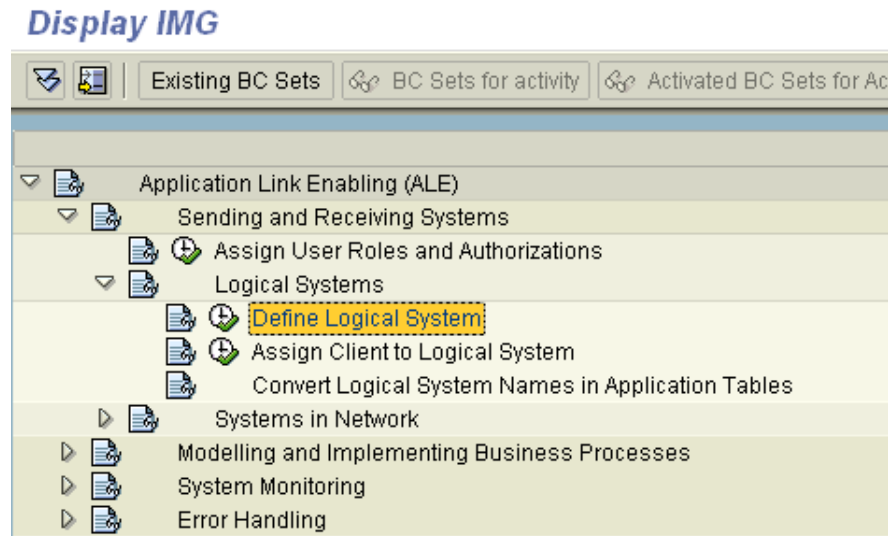 Display IMG
Existing BC Sets BC Sets for activity Activated BC Sets for Ac
Application Link Enabling (ALE)
Sending and Receiving Systems
Assign User Roles and Authorizations
Logical Systems
Define Logical System
Assign Client to Logical System
Convert Logical System Names in Application Tables
Systems in Network
Modelling and Implementing Business Processes
System Monitoring
Error Handling